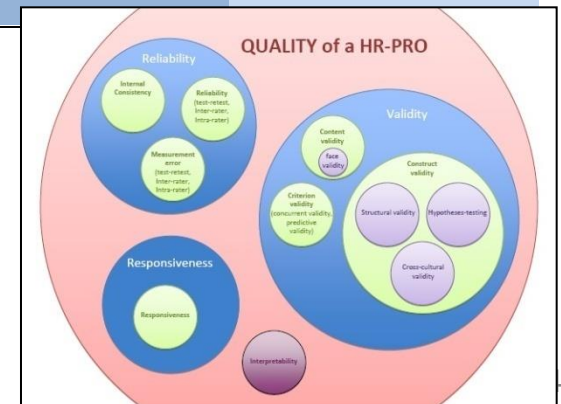 QUALITY of a HR-PRO
Reliability
Internal
Consistency
Reliability
(test-retest,
Inter-rater,
Intra-rater)
Measurement
error
(test-retest,
Inter-rater,
Intra-rater)
Validity
Content
validity
face
validity
Criterion
validity
(concurrent validity,
predictive
validity)
Construct
validity
Structural validity
Hypotheses-testing
Cross-cultural
validity
Responsiveness
Responsiveness
Interpretability